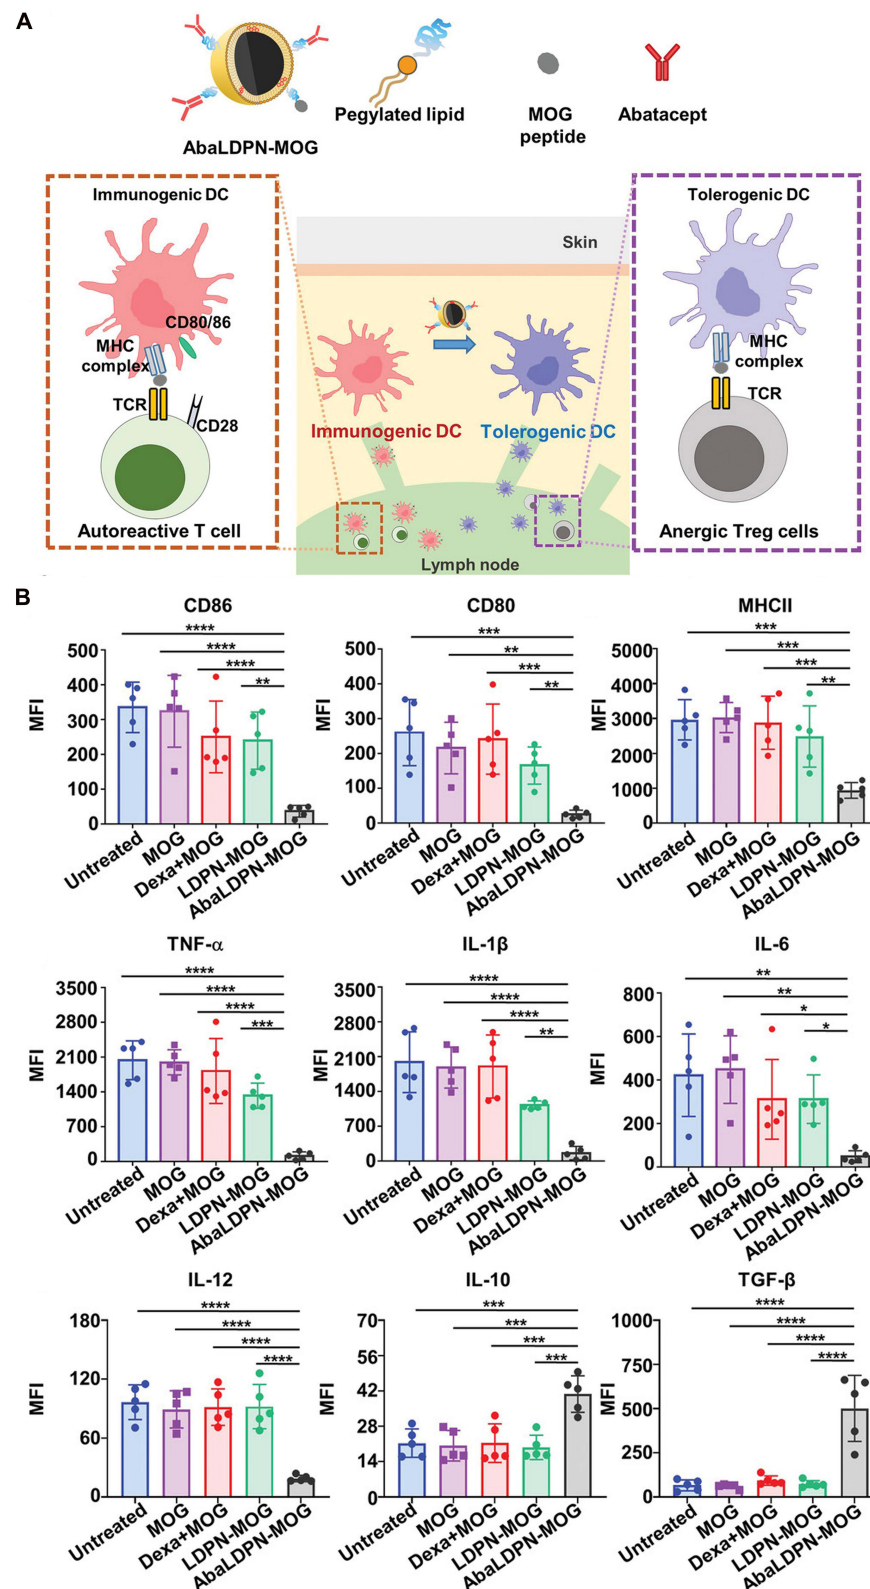 A
AbaLDPN-MOG
Pegylated lipid
MOG
peptide
Abatacept
Immunogenic DC
CD80/86
MHC
complex
TCR
CD28
Autoreactive T cell
Skin
Immunogenic DC
Tolerogenic DC
Lymph node
Tolerogenic DC
MHC
complex
TCR
Anergic Treg cells
B
CD86
****
****
****
**
MFI
500
400
300
200
100
0
Untreated
MOG
Dexa+MOG
LDPN-MOG
AbaLDPN-MOG
CD80
***
**
***
**
MFI
500
400
300
200
100
0
Untreated
MOG
Dexa+MOG
LDPN-MOG
AbaLDPN-MOG
MHCII
***
***
***
**
MFI
5000
4000
3000
2000
1000
0
Untreated
MOG
Dexa+MOG
LDPN-MOG
AbaLDPN-MOG
TNF-α
****
****
****
***
MFI
3500
2800
2100
1400
700
0
Untreated
MOG
Dexa+MOG
LDPN-MOG
AbaLDPN-MOG
IL-1β
****
****
****
**
MFI
3500
2800
2100
1400
700
0
Untreated
MOG
Dexa+MOG
LDPN-MOG
AbaLDPN-MOG
IL-6
**
**
*
*
MFI
800
600
400
200
0
Untreated
MOG
Dexa+MOG
LDPN-MOG
AbaLDPN-MOG
IL-12
****
****
****
****
MFI
180
120
60
0
Untreated
MOG
Dexa+MOG
LDPN-MOG
AbaLDPN-MOG
IL-10
***
***
***
***
MFI
70
56
42
28
14
0
Untreated
MOG
Dexa+MOG
LDPN-MOG
AbaLDPN-MOG
TGF-β
****
****
****
****
MFI
1000
750
500
250
0
Untreated
MOG
Dexa+MOG
LDPN-MOG
AbaLDPN-MOG